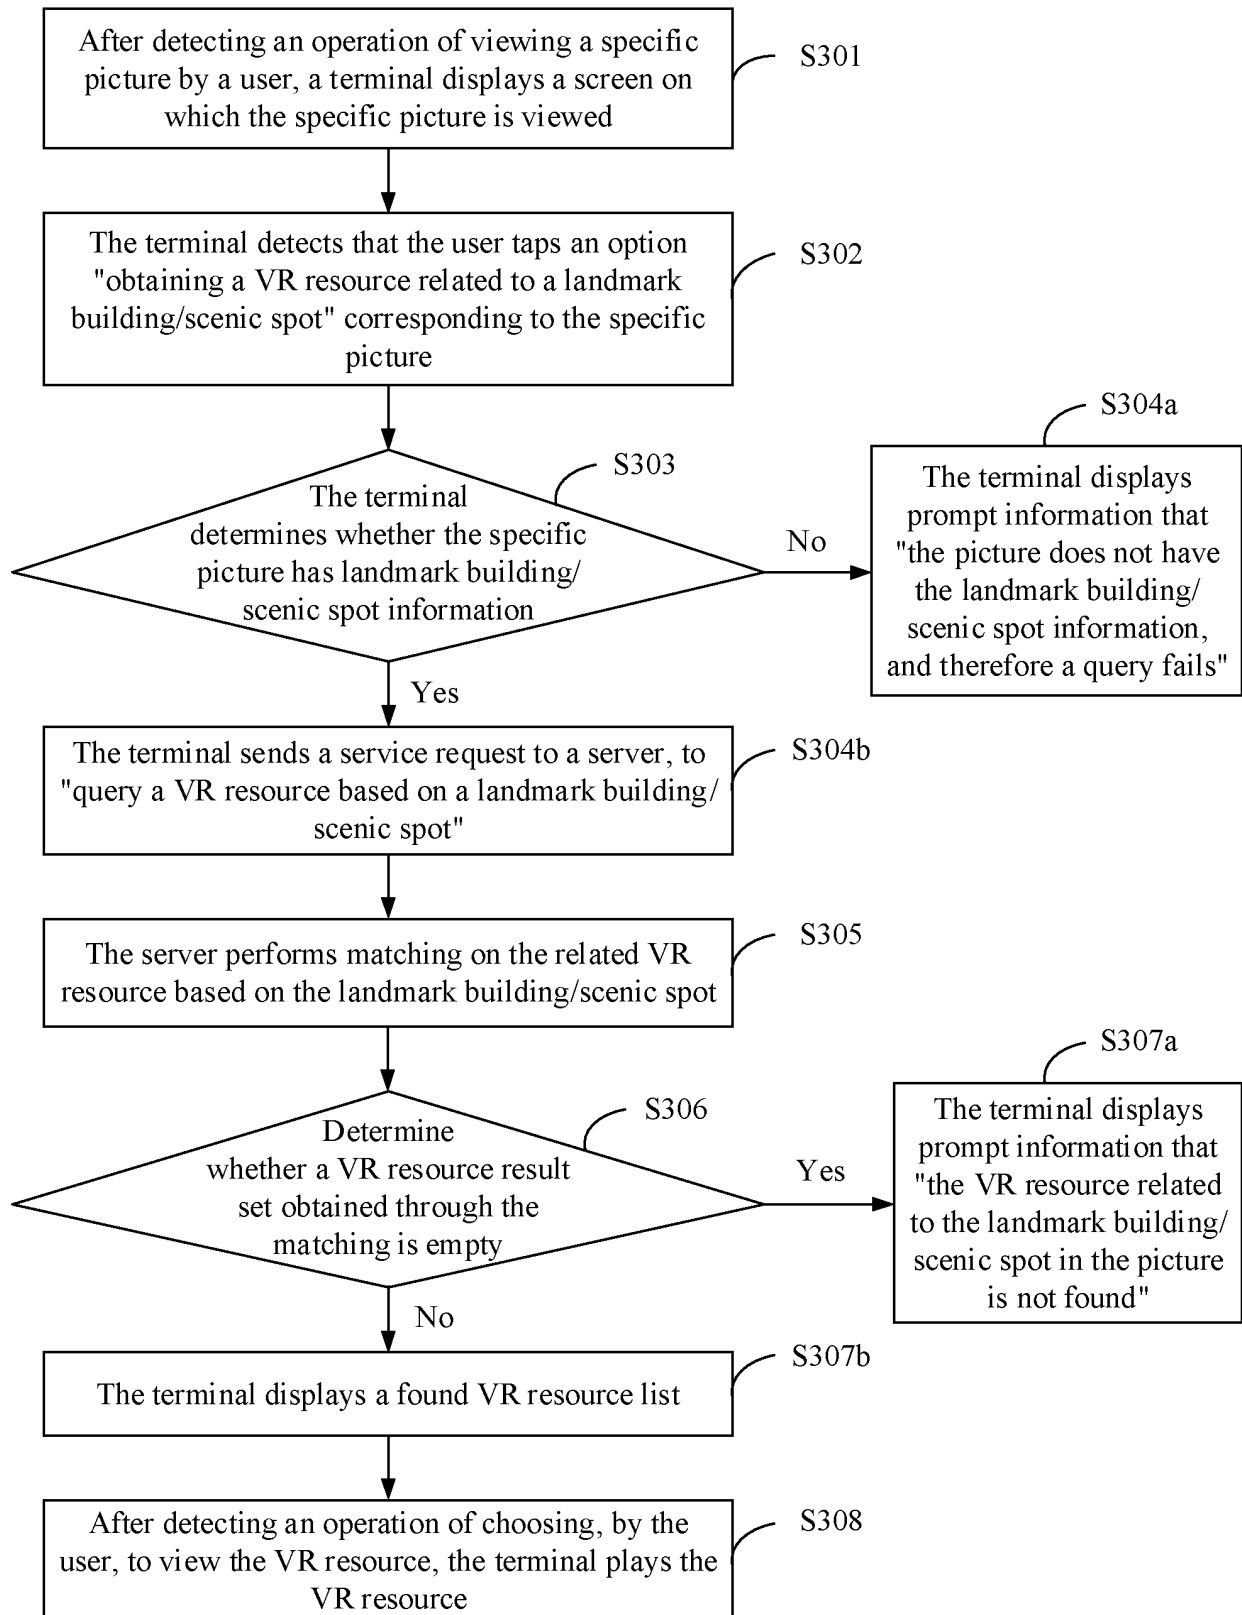 After detecting an operation of viewing a specific
picture by a user, a terminal displays a screen on
which the specific picture is viewed
S301
The terminal detects that the user taps an option
"obtaining a VR resource related to a landmark
building/scenic spot" corresponding to the specific
picture
S302
The terminal
determines whether the specific
picture has landmark building/
scenic spot information
S303
No
The terminal displays
prompt information that
"the picture does not have
the landmark building/
scenic spot information,
and therefore a query fails"
S304a
Yes
The terminal sends a service request to a server, to
"query a VR resource based on a landmark building/
scenic spot"
S304b
The server performs matching on the related VR
resource based on the landmark building/scenic spot
S305
Determine
whether a VR resource result
set obtained through the
matching is empty
S306
Yes
The terminal displays
prompt information that
"the VR resource related
to the landmark building/
scenic spot in the picture
is not found"
S307a
No
The terminal displays a found VR resource list
S307b
After detecting an operation of choosing, by the
user, to view the VR resource, the terminal plays the
VR resource
S308